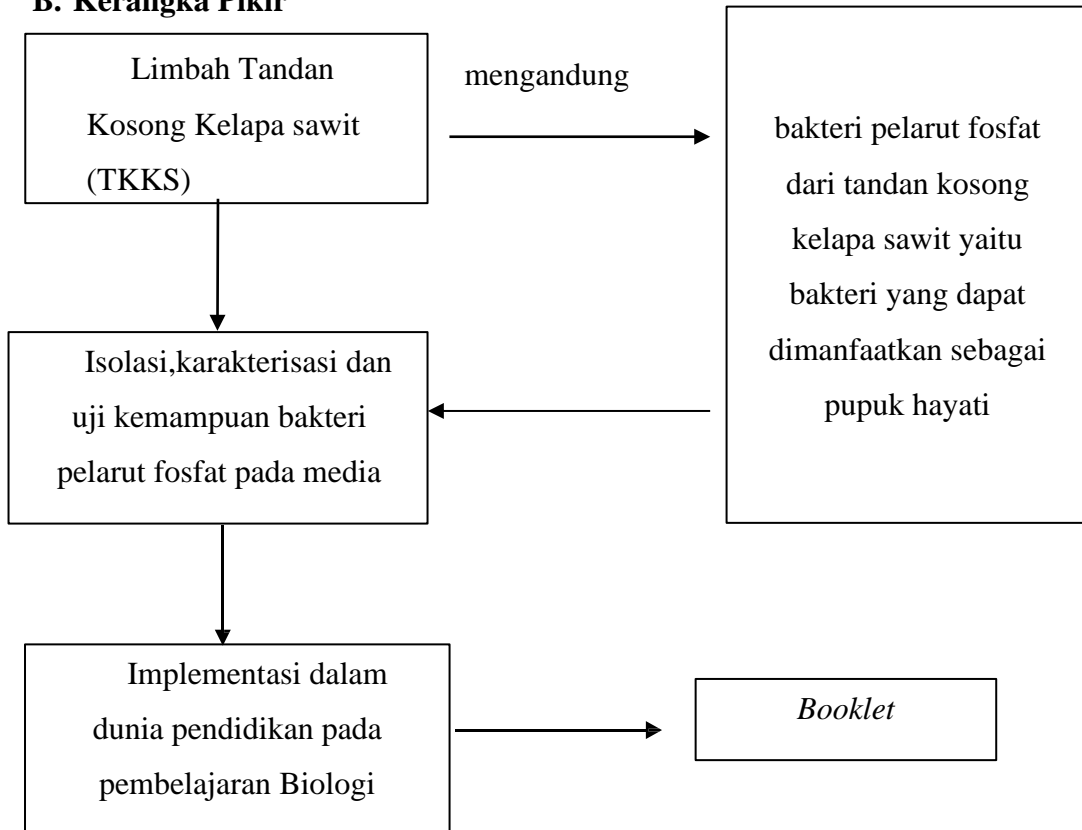 B. Kerangka Pikir
Limbah Tandan
Kosong Kelapa sawit
(TKKS)
mengandung
bakteri pelarut fosfat
dari tandan kosong
kelapa sawit yaitu
bakteri yang dapat
dimanfaatkan sebagai
pupuk hayati
Isolasi,karakterisasi dan
uji kemampuan bakteri
pelarut fosfat pada media
Implementasi dalam
dunia pendidikan pada
pembelajaran Biologi
Booklet